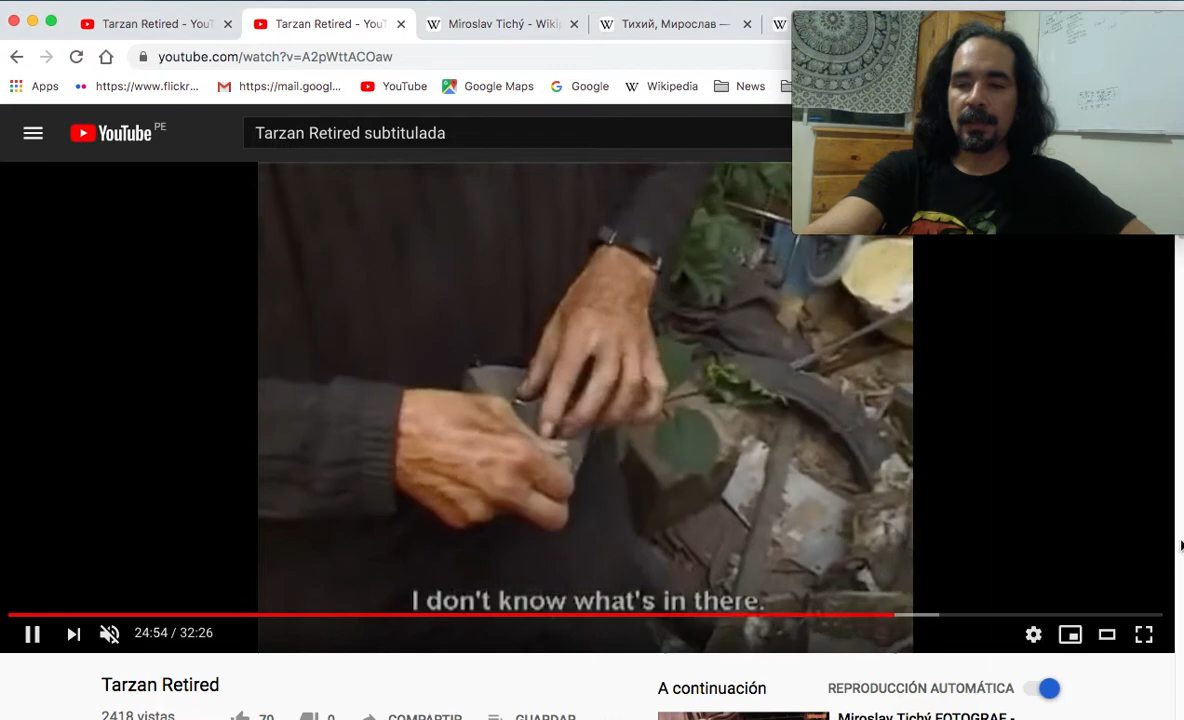 Tarzan Retired - YouT
Tarzan Retired - YouT
Miroslav Tichý - Wikip
Тихий, Мирослав —
youtube.com/watch?v=A2pWttACOaw
Apps
https://www.flickr...
https://mail.googl...
YouTube
Google Maps
Google
Wikipedia
News
YouTube PE
Tarzan Retired subtitulada
I don't know what's in there.
24:54 / 32:26
Tarzan Retired
A continuación
REPRODUCCIÓN AUTOMÁTICA
2418 vistas
70
0
COMPARTIR
GUARDAR
Miroslav Tichý FOTOGRAF -